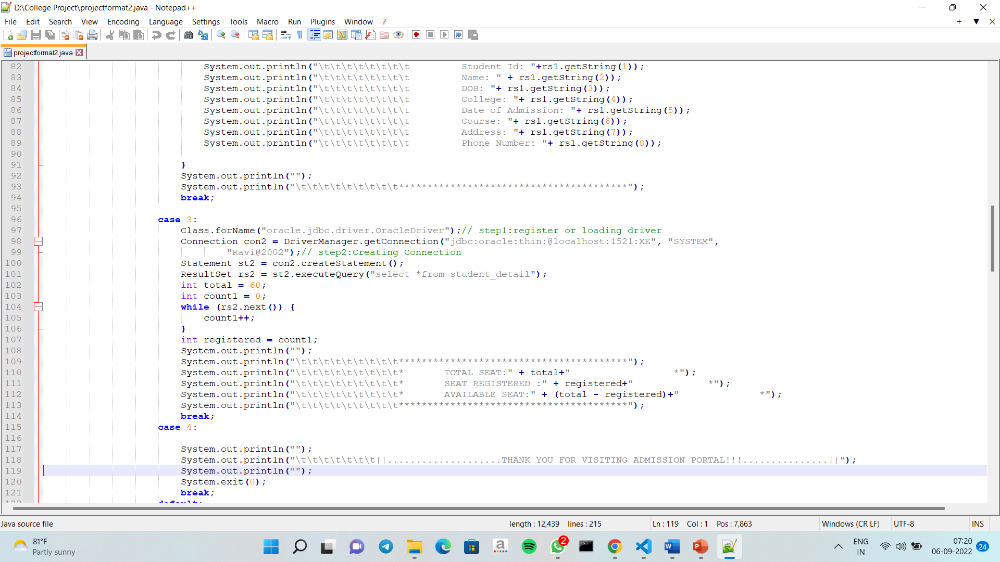 D:\College Project\projectformat2.java - Notepad++
File Edit Search View Encoding Language Settings Tools Macro Run Plugins Window ?
+ ▼ X
projectformat2.java
82 System.out.println("\t\t\t\t\t\t\t\t         Student Id: "+rs1.getString(1));
83 System.out.println("\t\t\t\t\t\t\t\t         Name: " + rs1.getString(2));
84 System.out.println("\t\t\t\t\t\t\t\t         DOB: "+ rs1.getString(3));
85 System.out.println("\t\t\t\t\t\t\t\t         College: "+ rs1.getString(4));
86 System.out.println("\t\t\t\t\t\t\t\t         Date of Admission: "+ rs1.getString(5));
87 System.out.println("\t\t\t\t\t\t\t\t         Course: "+ rs1.getString(6));
88 System.out.println("\t\t\t\t\t\t\t\t         Address: "+ rs1.getString(7));
89 System.out.println("\t\t\t\t\t\t\t\t         Phone Number: "+ rs1.getString(8));
90
91 }
92 System.out.println("");
93 System.out.println("\t\t\t\t\t\t\t\t\t****************************************");
94 break;
95
96 case 3:
97 Class.forName("oracle.jdbc.driver.OracleDriver");// step1:register or loading driver
98 Connection con2 = DriverManager.getConnection("jdbc:oracle:thin:@localhost:1521:XE", "SYSTEM",
99 "Ravi@2002");// step2:Creating Connection
100 Statement st2 = con2.createStatement();
101 ResultSet rs2 = st2.executeQuery("select *from student_detail");
102 int total = 60;
103 int count1 = 0;
104 while (rs2.next()) {
105 count1++;
106 }
107 int registered = count1;
108 System.out.println("");
109 System.out.println("\t\t\t\t\t\t\t\t\t****************************************");
110 System.out.println("\t\t\t\t\t\t\t\t\t*       TOTAL SEAT:" + total+"                  *");
111 System.out.println("\t\t\t\t\t\t\t\t\t*       SEAT REGISTERED :" + registered+"             *");
112 System.out.println("\t\t\t\t\t\t\t\t\t*       AVAILABLE SEAT:" + (total - registered)+"              *");
113 System.out.println("\t\t\t\t\t\t\t\t\t****************************************");
114 break;
115 case 4:
116
117 System.out.println("");
118 System.out.println("\t\t\t\t\t\t\t||....................THANK YOU FOR VISITING ADMISSION PORTAL!!!...............||");
119 System.out.println("");
120 System.exit(0);
121 break;
122 default:
Java source file length : 12,439 lines : 215 Ln : 119 Col : 1 Pos : 7,863 Windows (CR LF) UTF-8 INS
81°F
Partly sunny
2
ENG
IN
07:20
06-09-2022
24